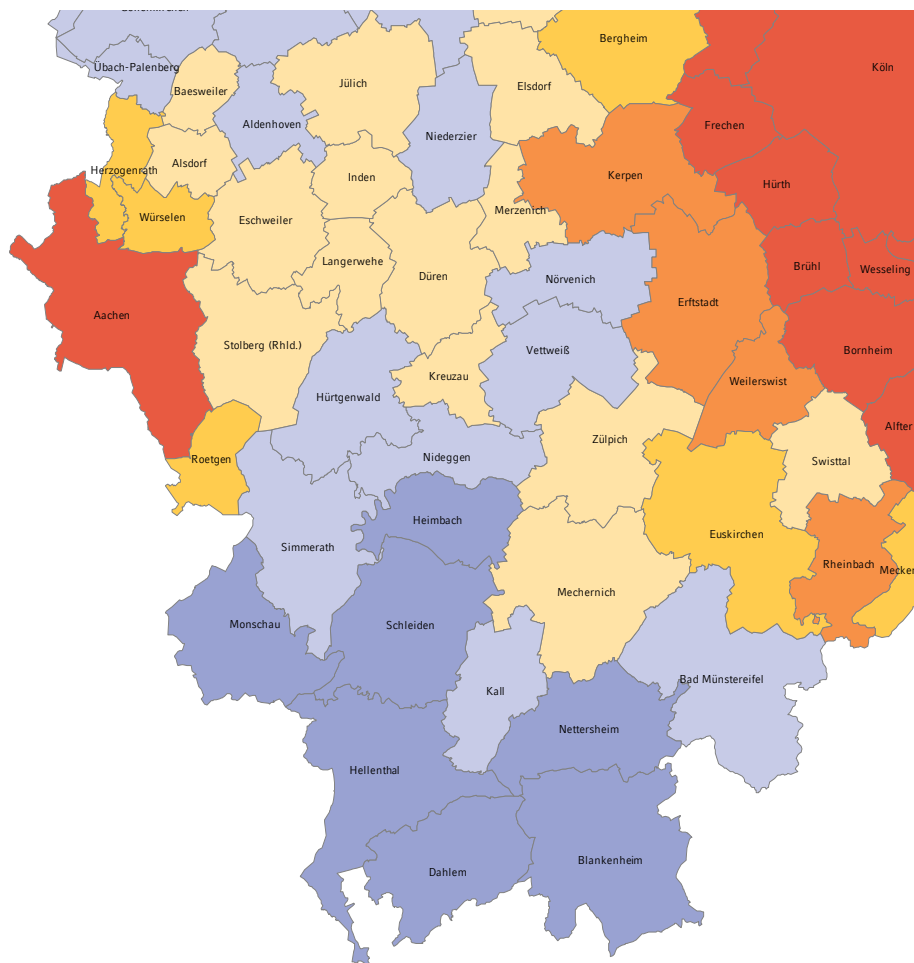 Bergheim
Köln
Übach-Palenberg
Baesweiler
Jülich
Elsdorf
Aldenhoven
Frechen
Niederzier
Herzogenrath
Alsdorf
Inden
Kerpen
Hürth
Würselen
Eschweiler
Merzenich
Langerwehe
Düren
Nörvenich
Brühl
Wesseling
Aachen
Erftstadt
Stolberg (Rhld.)
Vettweiß
Bornheim
Kreuzau
Weilerswist
Hürtgenwald
Alfter
Zülpich
Roetgen
Nideggen
Swisttal
Heimbach
Simmerath
Euskirchen
Rheinbach
Mecken
Mechernich
Monschau
Schleiden
Kall
Bad Münstereifel
Nettersheim
Hellenthal
Dahlem
Blankenheim